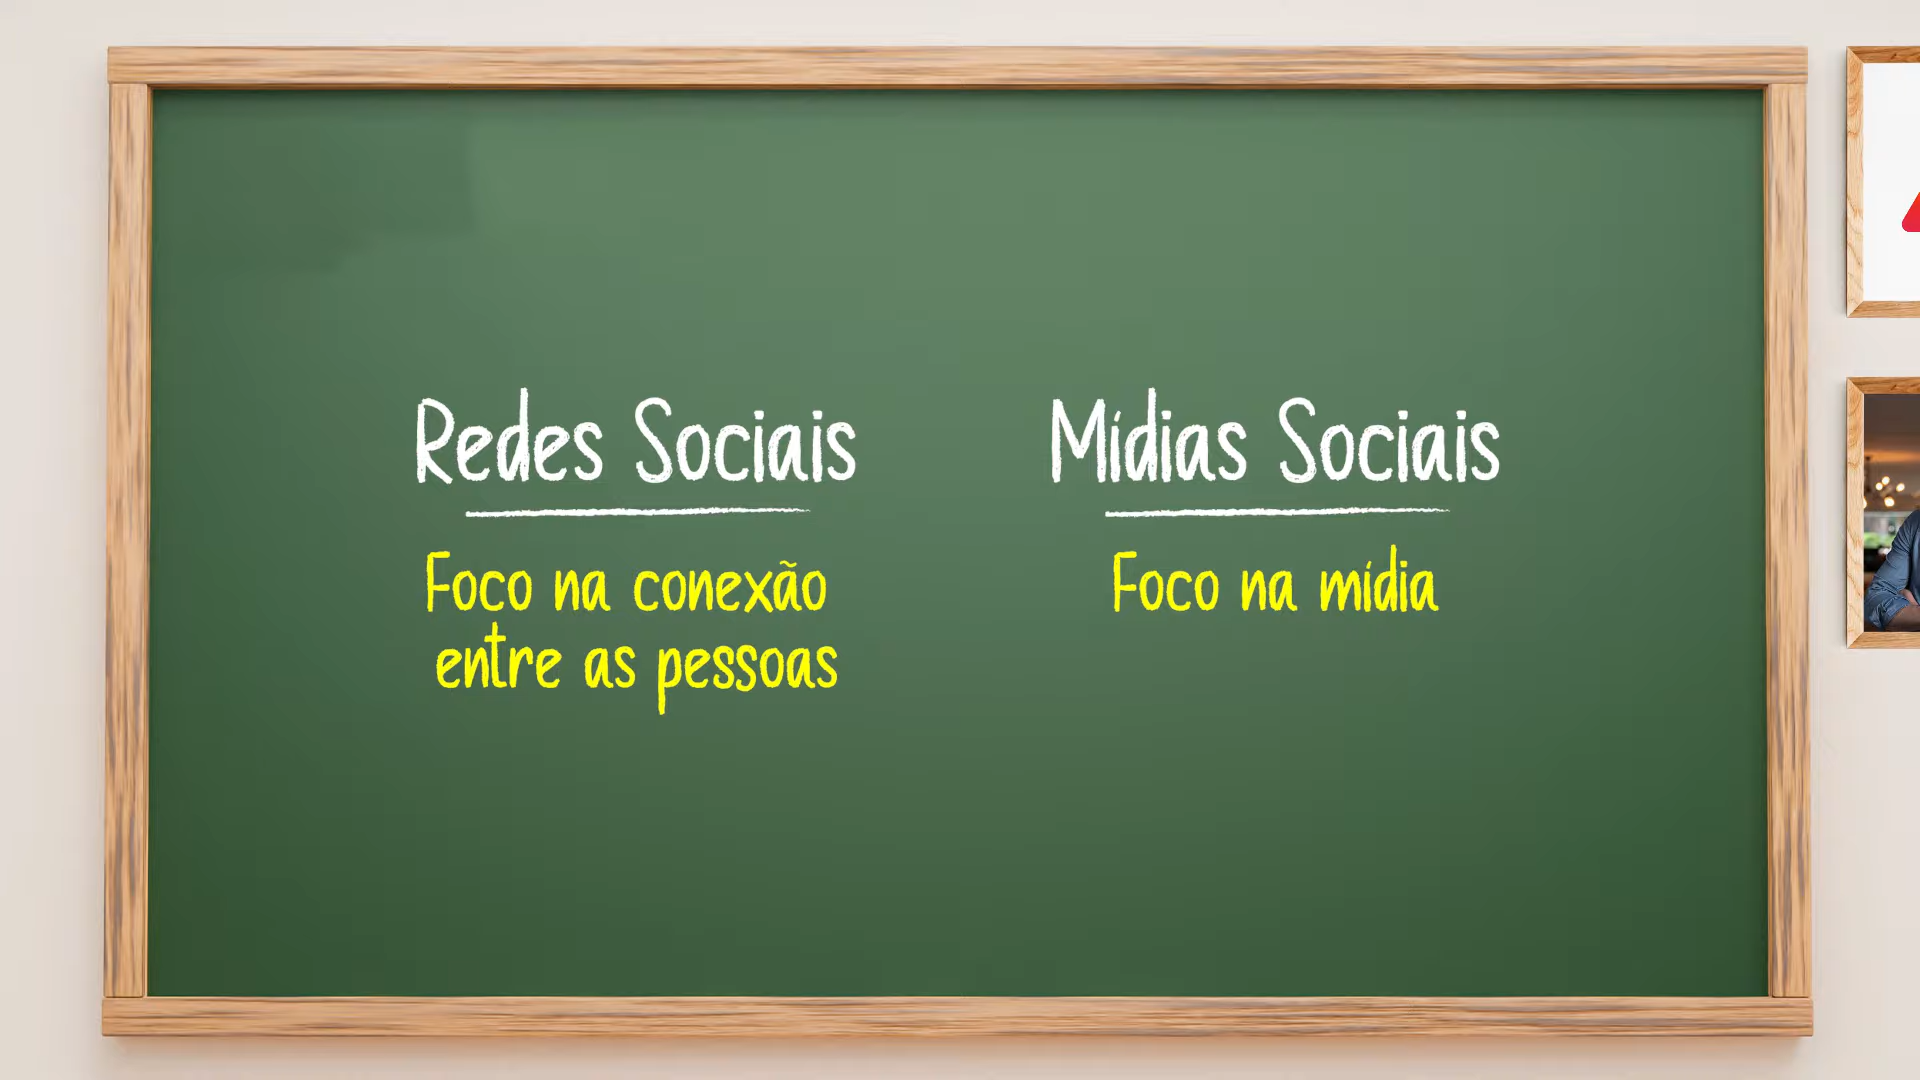 Redes Sociais
Foco na conexão
entre as pessoas
Mídias Sociais
Foco na mídia